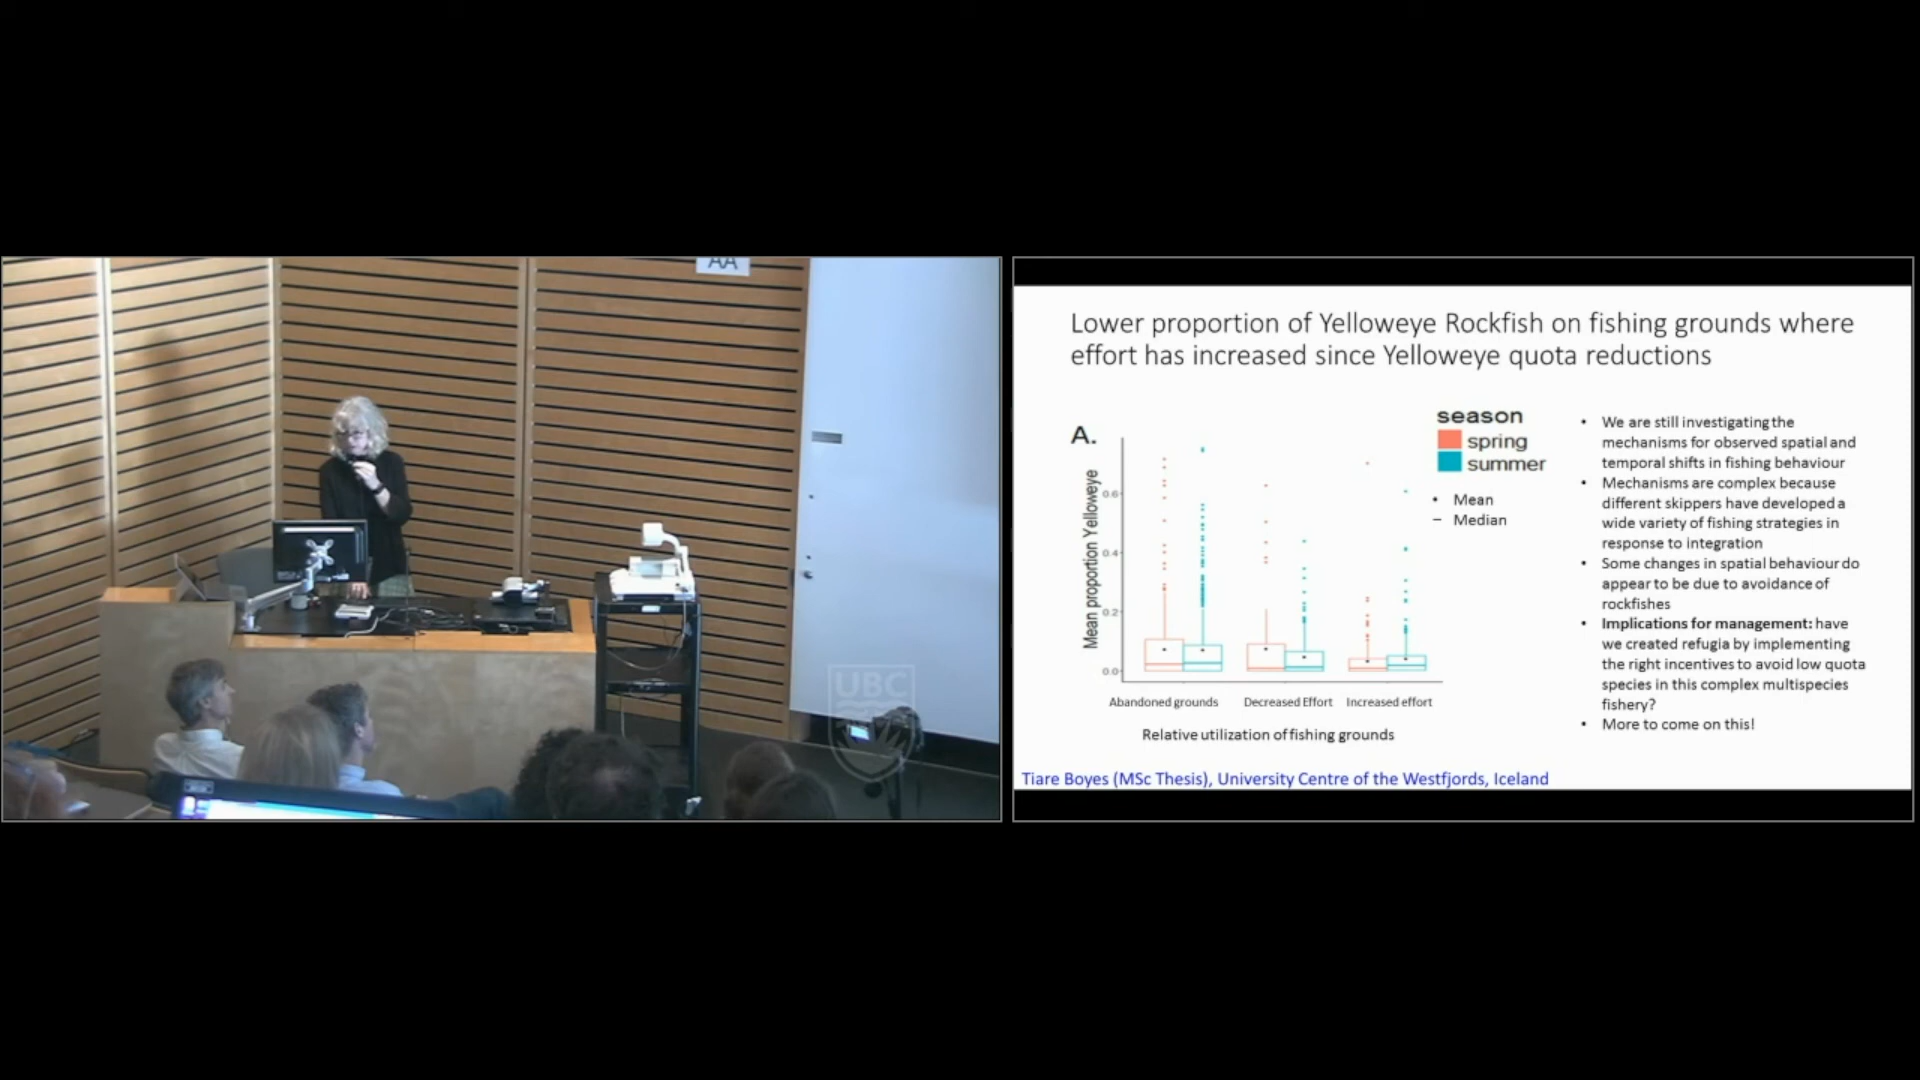 AA
UBC
Lower proportion of Yelloweye Rockfish on fishing grounds where
effort has increased since Yelloweye quota reductions
A.
Mean proportion Yelloweye
0.6
0.4
0.2
0.0
Abandoned grounds
Decreased Effort
Increased effort
Relative utilization of fishing grounds
season
spring
summer
• Mean
– Median
• We are still investigating the
mechanisms for observed spatial and
temporal shifts in fishing behaviour
• Mechanisms are complex because
different skippers have developed a
wide variety of fishing strategies in
response to integration
• Some changes in spatial behaviour do
appear to be due to avoidance of
rockfishes
• Implications for management: have
we created refugia by implementing
the right incentives to avoid low quota
species in this complex multispecies
fishery?
• More to come on this!
Tiare Boyes (MSc Thesis), University Centre of the Westfjords, Iceland